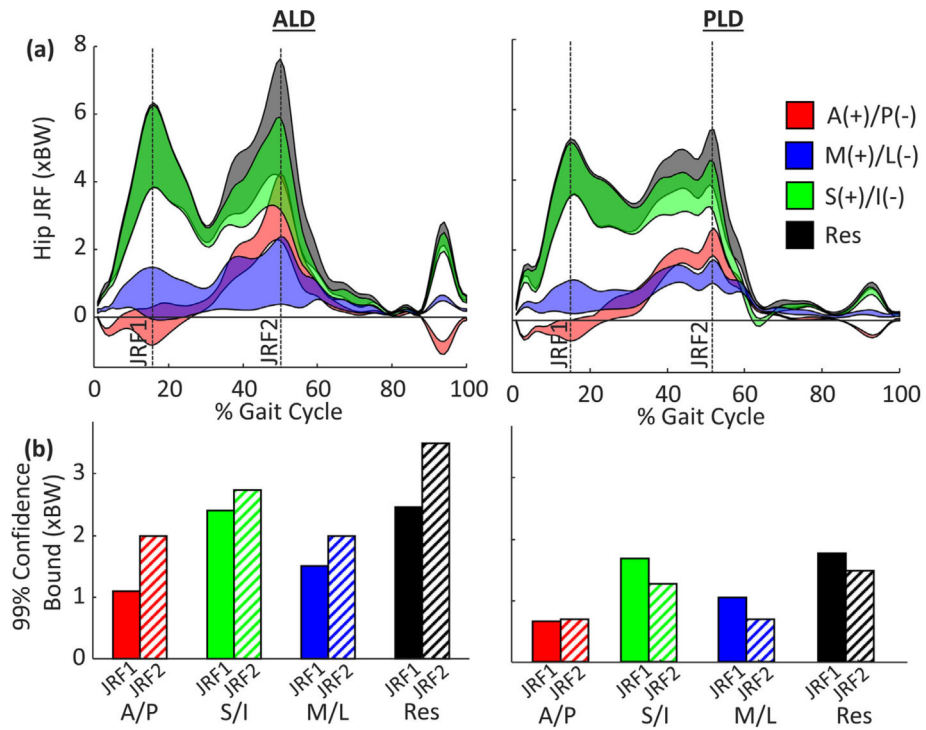 ALD
PLD
(a)
8
6
4
2
0
Hip JRF (xBW)
JRF1
JRF2
JRF1
JRF2
A(+)/P(-)
M(+)/L(-)
S(+)/I(-)
Res
0 20 40 60 80 100
0 20 40 60 80 100
% Gait Cycle
% Gait Cycle
(b)
3
2
1
0
99% Confidence
Bound (xBW)
JRF1 JRF2 JRF1 JRF2 JRF1 JRF2 JRF1 JRF2
JRF1 JRF2 JRF1 JRF2 JRF1 JRF2 JRF1 JRF2
A/P S/I M/L Res
A/P S/I M/L Res